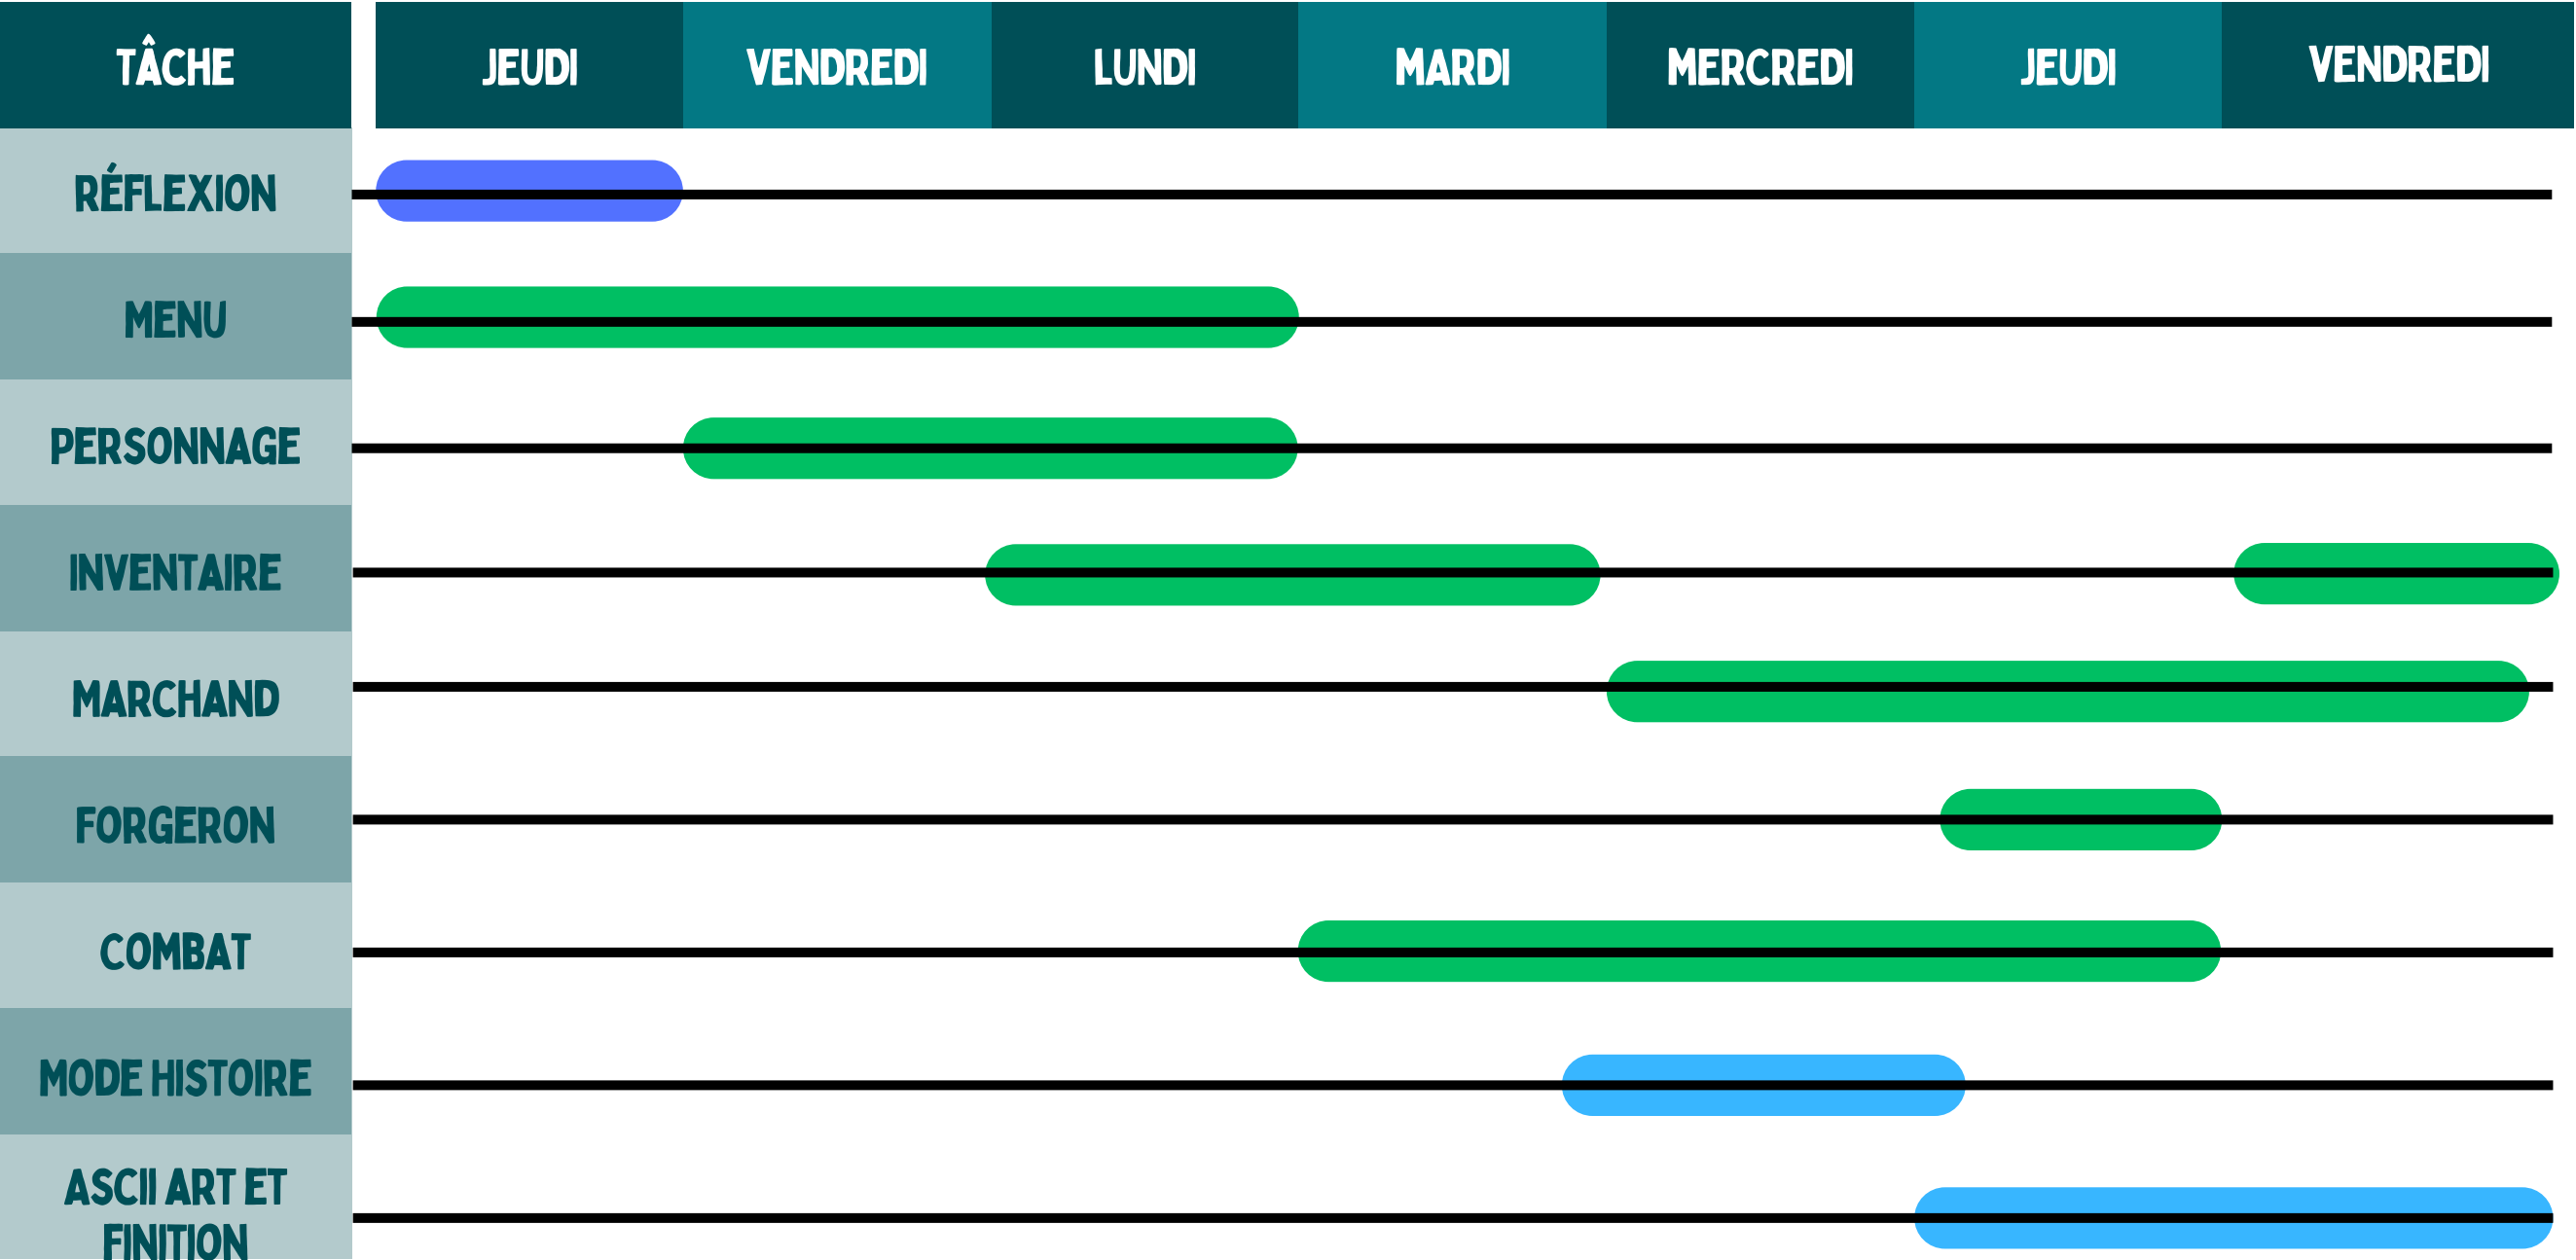 TÂCHE JEUDI VENDREDI LUNDI MARDI MERCREDI JEUDI VENDREDI
RÉFLEXION
MENU
PERSONNAGE
INVENTAIRE
MARCHAND
FORGERON
COMBAT
MODE HISTOIRE
ASCII ART ET
FINITION